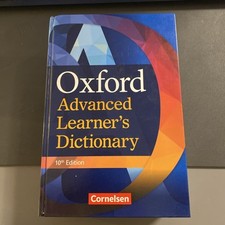 Oxford
Advanced
Learner's
Dictionary
10th Edition
Cornelsen